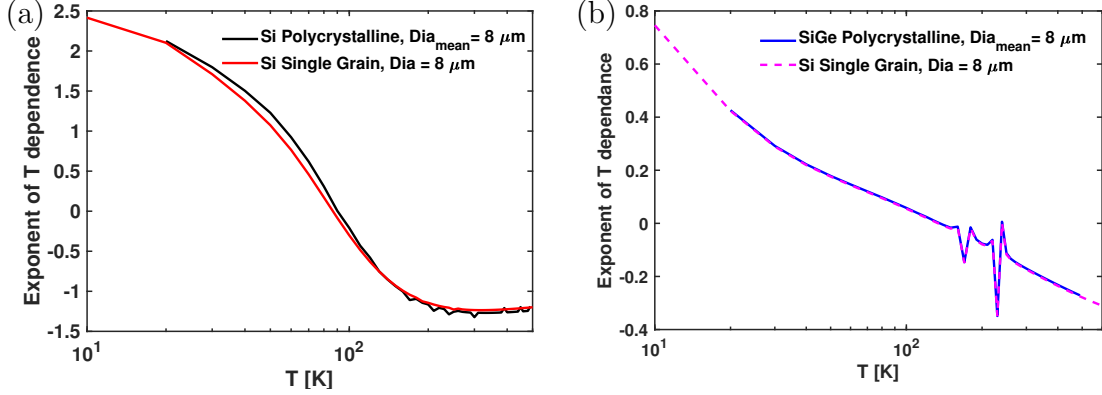 (a)
2.5
2
1.5
1
0.5
0
-0.5
-1
-1.5
Exponent of T dependence
Si Polycrystalline, Dia_mean= 8 μm
Si Single Grain, Dia = 8 μm
10^1
10^2
T [K]
(b)
0.8
0.6
0.4
0.2
0
-0.2
-0.4
Exponent of T dependance
SiGe Polycrystalline, Dia_mean= 8 μm
Si Single Grain, Dia = 8 μm
10^1
10^2
T [K]